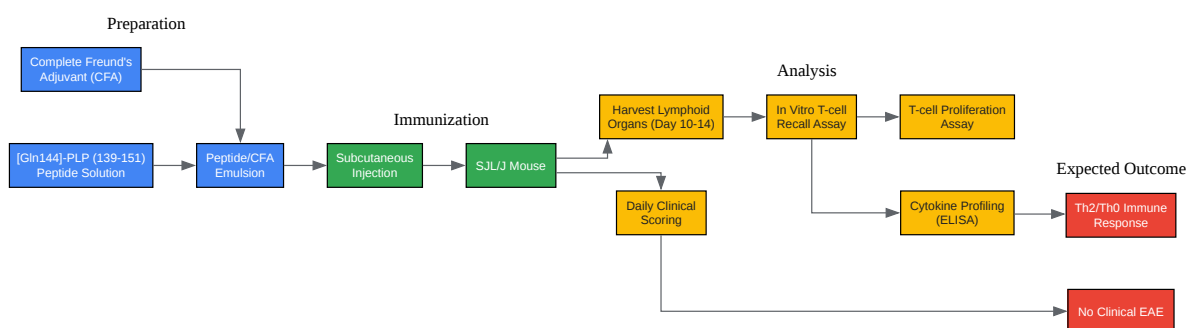 Preparation
Complete Freund's
Adjuvant (CFA)
[Gln144]-PLP (139-151)
Peptide Solution
Peptide/CFA
Emulsion
Immunization
Subcutaneous
Injection
SJL/J Mouse
Analysis
Harvest Lymphoid
Organs (Day 10-14)
In Vitro T-cell
Recall Assay
T-cell Proliferation
Assay
Daily Clinical
Scoring
Cytokine Profiling
(ELISA)
Expected Outcome
Th2/Th0 Immune
Response
No Clinical EAE